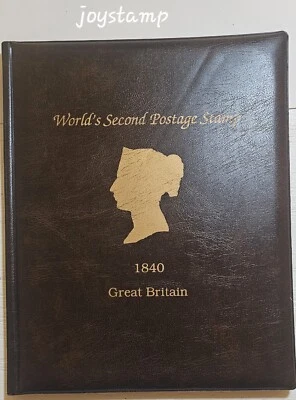 joystamp
World's Second Postage Stamp
1840
Great Britain